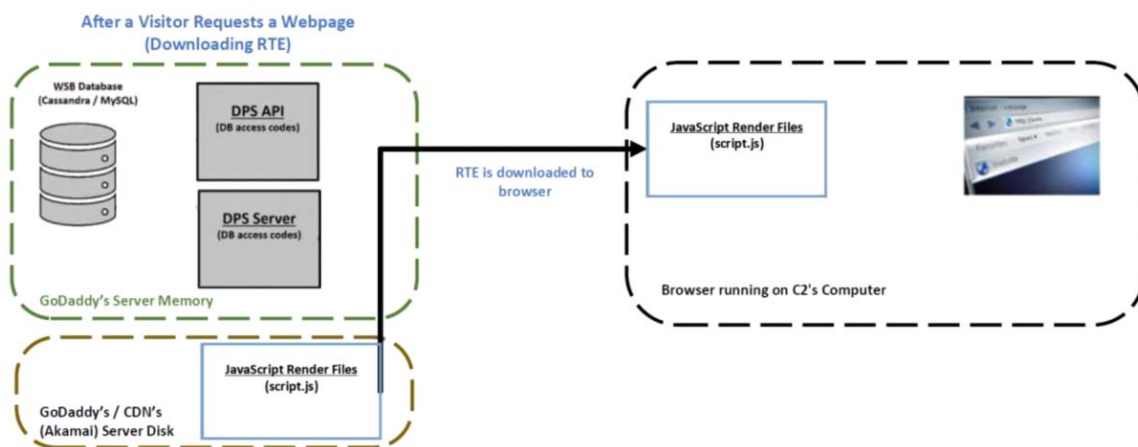 After a Visitor Requests a Webpage
(Downloading RTE)
WSB Database
(Cassandra / MySQL)
DPS API
(DB access codes)
DPS Server
(DB access codes)
GoDaddy's Server Memory
JavaScript Render Files
(script.js)
GoDaddy's / CDN's
(Akamai) Server Disk
RTE is downloaded to
browser
JavaScript Render Files
(script.js)
Browser running on C2's Computer
Website